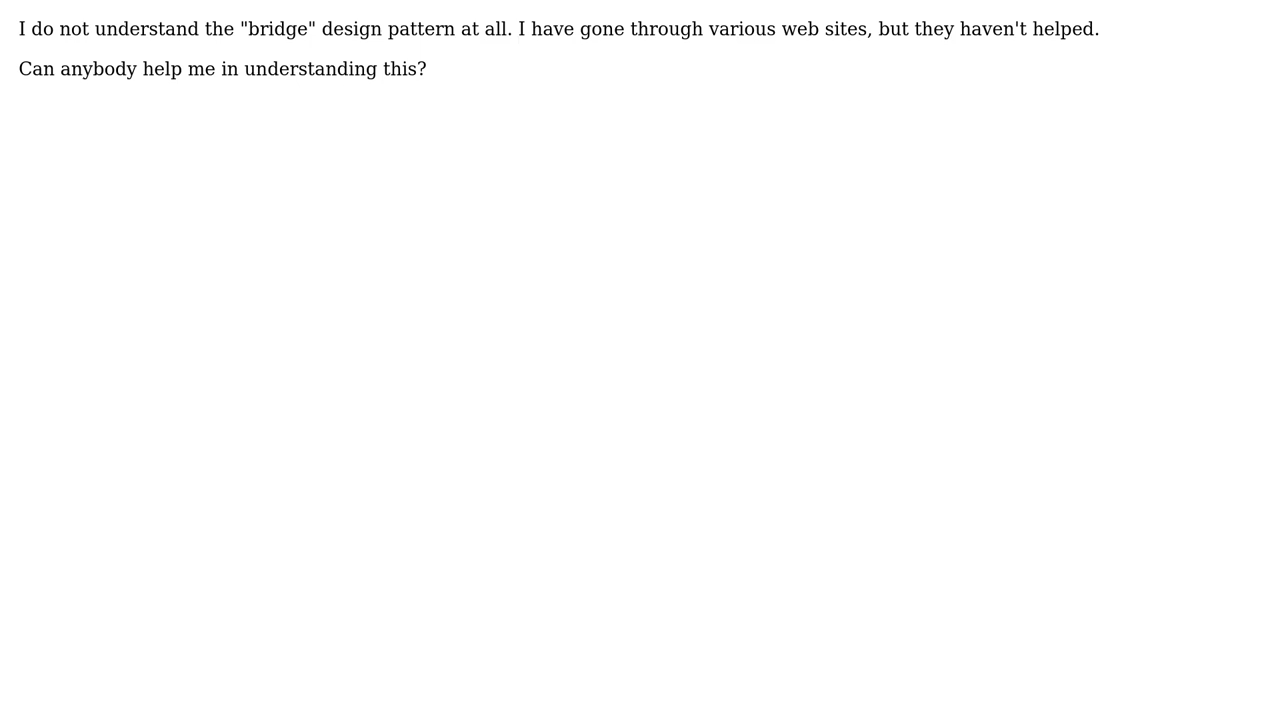 I do not understand the "bridge" design pattern at all. I have gone through various web sites, but they haven't helped.
Can anybody help me in understanding this?